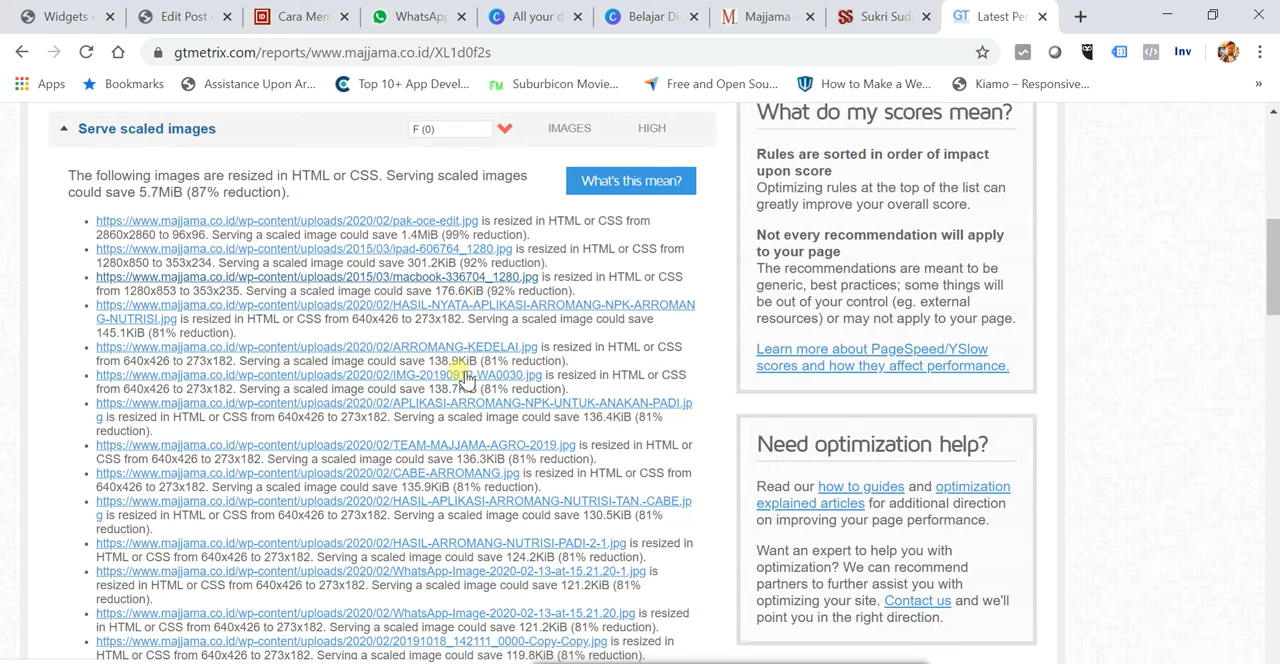 Widgets
Edit Post
Cara Mem
WhatsApp
All your d
Belajar Di
Majjama
Sukri Sud
Latest Per
gtmetrix.com/reports/www.majjama.co.id/XL1d0f2s
Inv
Apps
Bookmarks
Assistance Upon Ar...
200+ App Dev...
Suburbicon Movie...
Free and Open Sou...
How to Make a We...
Kiamo – Responsive...
»
Serve scaled images
F (0)
IMAGES
HIGH
The following images are resized in HTML or CSS. Serving scaled images
could save 5.7MiB (87% reduction).
What's this mean?
https://www.majjama.co.id/wp-content/uploads/2020/02/pak-oce-edit.jpg is resized in HTML or CSS from
2860x2860 to 96x96. Serving a scaled image could save 1.4MiB (99% reduction).
https://www.majjama.co.id/wp-content/uploads/2015/03/ipad-606764_1280.jpg is resized in HTML or CSS from
1280x850 to 353x234. Serving a scaled image could save 301.2KiB (92% reduction).
https://www.majjama.co.id/wp-content/uploads/2015/03/macbook-336704_1280.jpg is resized in HTML or CSS
from 1280x853 to 353x235. Serving a scaled image could save 176.6KiB (92% reduction).
https://www.majjama.co.id/wp-content/uploads/2020/02/HASIL-NYATA-APLIKASI-ARROMANG-NPK-ARROMAN
G-NUTRISI.jpg is resized in HTML or CSS from 640x426 to 273x182. Serving a scaled image could save
145.1KiB (81% reduction).
https://www.majjama.co.id/wp-content/uploads/2020/02/ARROMANG-KEDELAI.jpg is resized in HTML or CSS
from 640x426 to 273x182. Serving a scaled image could save 138.9KiB (81% reduction).
is resized in HTML or CSS
from 640x426 to 273x182. Serving a scaled image could save (81% reduction).
https://www.majjama.co.id/wp-content/uploads/2020/02/APLIKASI-ARROMANG-NPK-UNTUK-ANAKAN-PADI.jp
g is resized in HTML or CSS from 640x426 to 273x182. Serving a scaled image could save 136.4KiB (81%
reduction).
https://www.majjama.co.id/wp-content/uploads/2020/02/TEAM-MAJJAMA-AGRO-2019.jpg is resized in HTML or
CSS from 640x426 to 273x182. Serving a scaled image could save 136.3KiB (81% reduction).
https://www.majjama.co.id/wp-content/uploads/2020/02/CABE-ARROMANG.jpg is resized in HTML or CSS from
640x426 to 273x182. Serving a scaled image could save 135.8KiB (81% reduction).
https://www.majjama.co.id/wp-content/uploads/2020/02/HASIL-APLIKASI-ARROMANG-NUTRISI-TAN.-CABE.jp
g is resized in HTML or CSS from 640x426 to 273x182. Serving a scaled image could save 130.5KiB (81%
reduction).
https://www.majjama.co.id/wp-content/uploads/2020/02/HASIL-ARROMANG-NUTRISI-PADI-2-1.jpg is resized in
HTML or CSS from 640x426 to 273x182. Serving a scaled image could save 124.2KiB (81% reduction).
https://www.majjama.co.id/wp-content/uploads/2020/02/WhatsApp-Image-2020-02-13-at-15.21.20-1.jpg is
resized in HTML or CSS from 640x426 to 273x182. Serving a scaled image could save 121.2KiB (81%
reduction).
https://www.majjama.co.id/wp-content/uploads/2020/02/WhatsApp-Image-2020-02-13-at-15.21.20.jpg is resized
in HTML or CSS from 640x426 to 273x182. Serving a scaled image could save 121.2KiB (81% reduction).
https://www.majjama.co.id/wp-content/uploads/2020/02/20191018_142111_0000-Copy-Copy.jpg is resized in
HTML or CSS from 640x426 to 273x182. Serving a scaled image could save 119.8KiB (81%
What do my scores mean?
Rules are sorted in order of impact
upon score
Optimizing rules at the top of the list can
greatly improve your overall score.
Not every recommendation will apply
to your page
The recommendations are meant to be
generic, best practices; some things will
be out of your control (eg. external
resources) or may not apply to your page.
Learn more about PageSpeed/YSlow
scores and how they affect performance.
Need optimization help?
Read our how to guides and optimization
explained articles for additional direction
on improving your page performance.
Want an expert to help you with
optimization? We can recommend
partners to further assist you with
optimizing your site. Contact us and we'll
point you in the right direction.